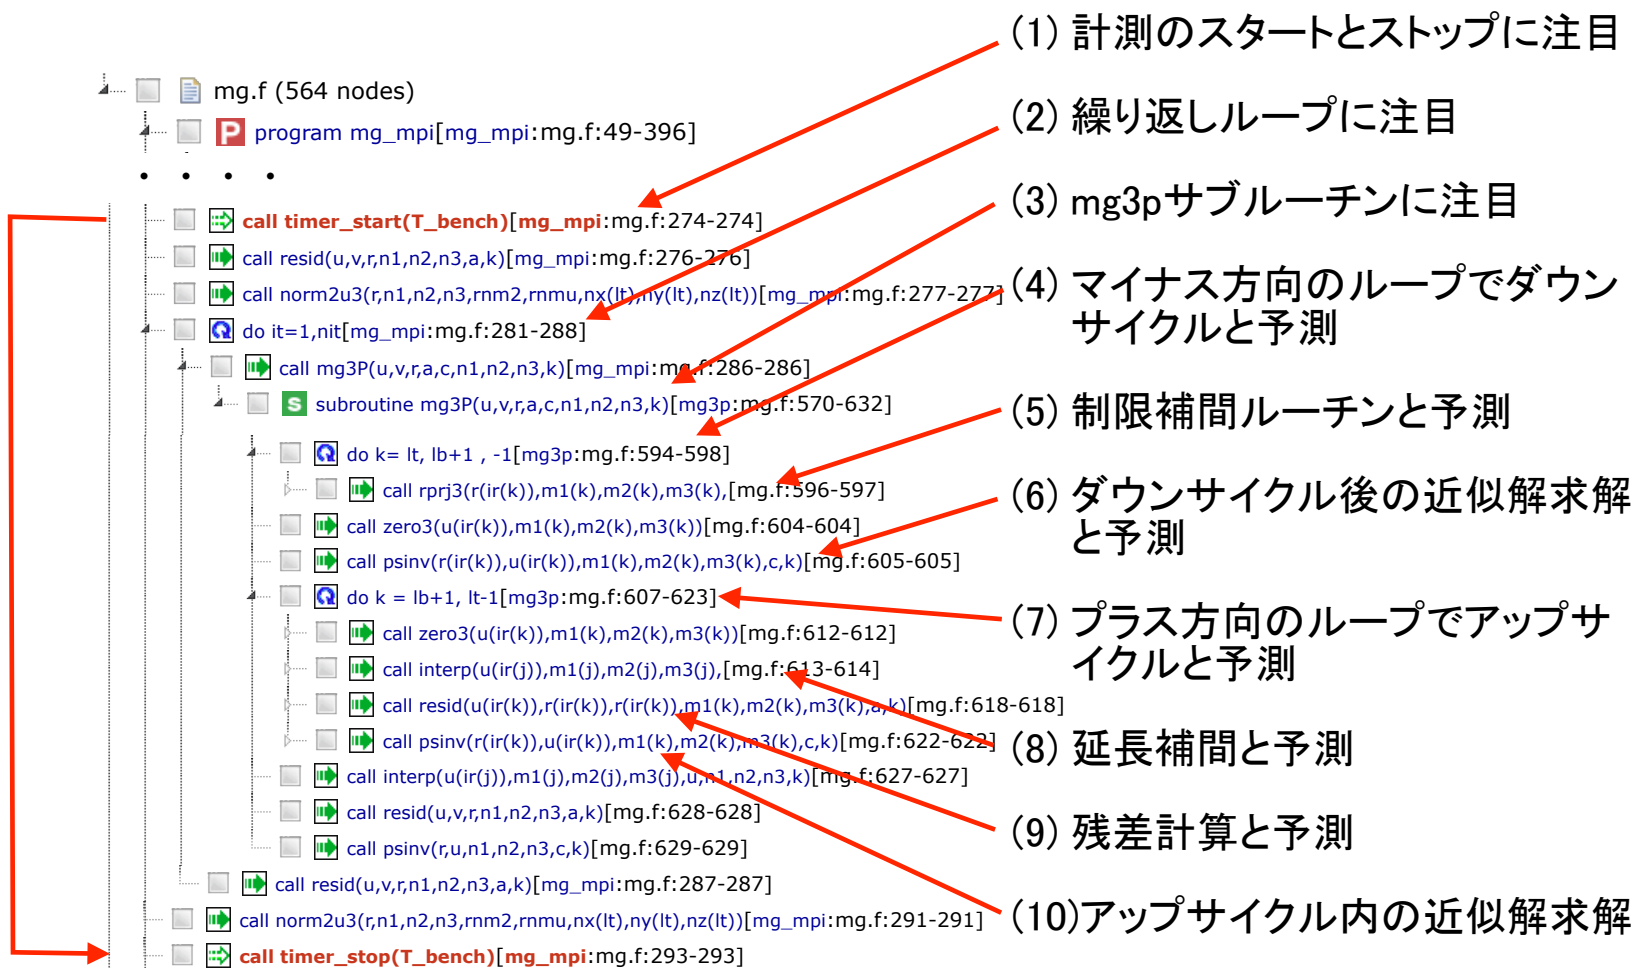 mg.f (564 nodes)
program mg_mpi[mg_mpi:mg.f:49-396]
. . . .
call timer_start(T_bench)[mg_mpi:mg.f:274-274]
call resid(u,v,r,n1,n2,n3,a,k)[mg_mpi:mg.f:276-276]
call norm2u3(r,n1,n2,n3,rnm2,rnmu,nx(lt),ny(lt),nz(lt))[mg_mpi:mg.f:277-277]
do it=1,nit[mg_mpi:mg.f:281-288]
call mg3P(u,v,r,a,c,n1,n2,n3,k)[mg_mpi:mg.f:286-286]
subroutine mg3P(u,v,r,a,c,n1,n2,n3,k)[mg3p:mg.f:570-632]
do k= lt, lb+1 , -1[mg3p:mg.f:594-598]
call rprj3(r(ir(k)),m1(k),m2(k),m3(k),[mg.f:596-597]
call zero3(u(ir(k)),m1(k),m2(k),m3(k))[mg.f:604-604]
call psinv(r(ir(k)),u(ir(k)),m1(k),m2(k),m3(k),c,k)[mg.f:605-605]
do k = lb+1, lt-1[mg3p:mg.f:607-623]
call zero3(u(ir(k)),m1(k),m2(k),m3(k))[mg.f:612-612]
call interp(u(ir(j)),m1(j),m2(j),m3(j),[mg.f:613-614]
call resid(u(ir(k)),r(ir(k)),r(ir(k)),m1(k),m2(k),m3(k),a,k)[mg.f:618-618]
call psinv(r(ir(k)),u(ir(k)),m1(k),m2(k),m3(k),c,k)[mg.f:622-622]
call interp(u(ir(j)),m1(j),m2(j),m3(j),u,n1,n2,n3,k)[mg.f:627-627]
call resid(u,v,r,n1,n2,n3,a,k)[mg.f:628-628]
call psinv(r,u,n1,n2,n3,c,k)[mg.f:629-629]
call resid(u,v,r,n1,n2,n3,a,k)[mg_mpi:mg.f:287-287]
call norm2u3(r,n1,n2,n3,rnm2,rnmu,nx(lt),ny(lt),nz(lt))[mg_mpi:mg.f:291-291]
call timer_stop(T_bench)[mg_mpi:mg.f:293-293]
(1) 計測のスタートとストップに注目
(2) 繰り返しループに注目
(3) mg3pサブルーチンに注目
(4) マイナス方向のループでダウン
サイクルと予測
(5) 制限補間ルーチンと予測
(6) ダウンサイクル後の近似解求解
と予測
(7) プラス方向のループでアップサ
イクルと予測
(8) 延長補間と予測
(9) 残差計算と予測
(10)アップサイクル内の近似解求解